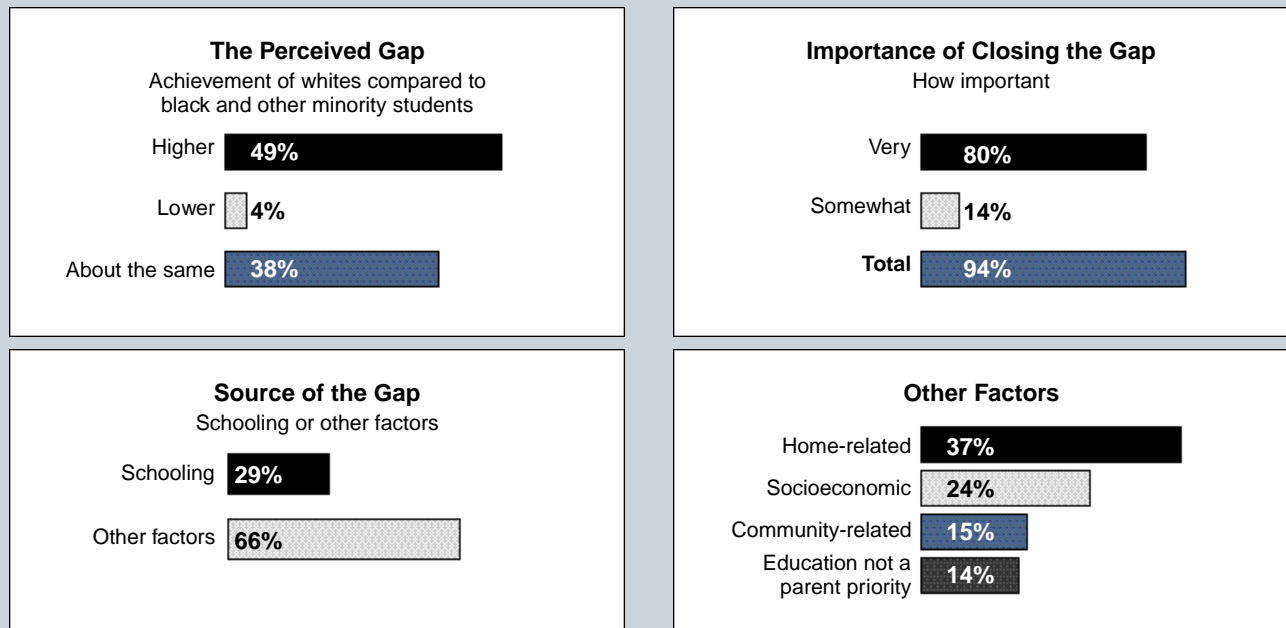 The Perceived Gap
Achievement of whites compared to
black and other minority students
Higher 49%
Lower 4%
About the same 38%
Importance of Closing the Gap
How important
Very 80%
Somewhat 14%
Total 94%
Source of the Gap
Schooling or other factors
Schooling 29%
Other factors 66%
Other Factors
Home-related 37%
Socioeconomic 24%
Community-related 15%
Education not a
parent priority 14%